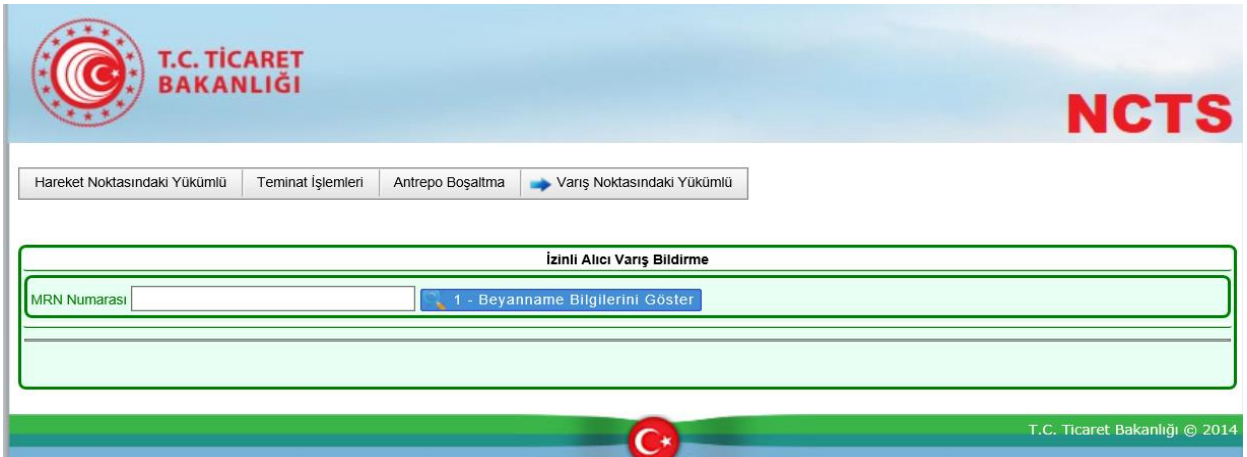 T.C. TİCARET
BAKANLIĞI
NCTS
Hareket Noktasındaki Yükümlü Teminat İşlemleri Antrepo Boşaltma Varış Noktasındaki Yükümlü
İzinli Alıcı Varış Bildirme
MRN Numarası 1 - Beyanname Bilgilerini Göster
T.C. Ticaret Bakanlığı © 2014